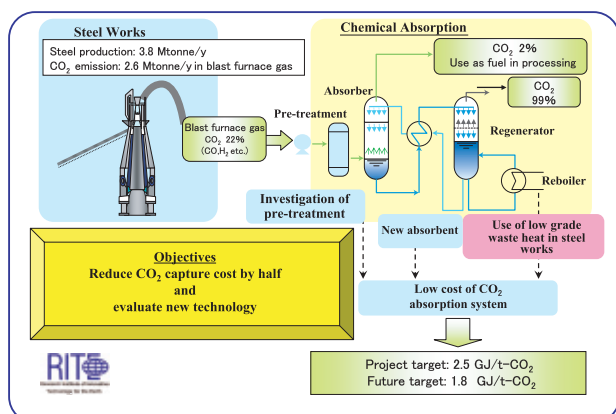 Steel Works
Steel production: 3.8 Mtonne/y
CO2 emission: 2.6 Mtonne/y in blast furnace gas
Chemical Absorption
CO2 2%
Use as fuel in processing
CO2
99%
Absorber
Pre-treatment
Blast furnace gas
CO2 22%
(CO,H2 etc.)
Regenerator
Reboiler
Investigation of
pre-treatment
New absorbent
Use of low grade
waste heat in steel
works
Objectives
Reduce CO2 capture cost by half
and
evaluate new technology
Low cost of CO2
absorption system
Project target: 2.5 GJ/t-CO2
Future target: 1.8 GJ/t-CO2
RITE